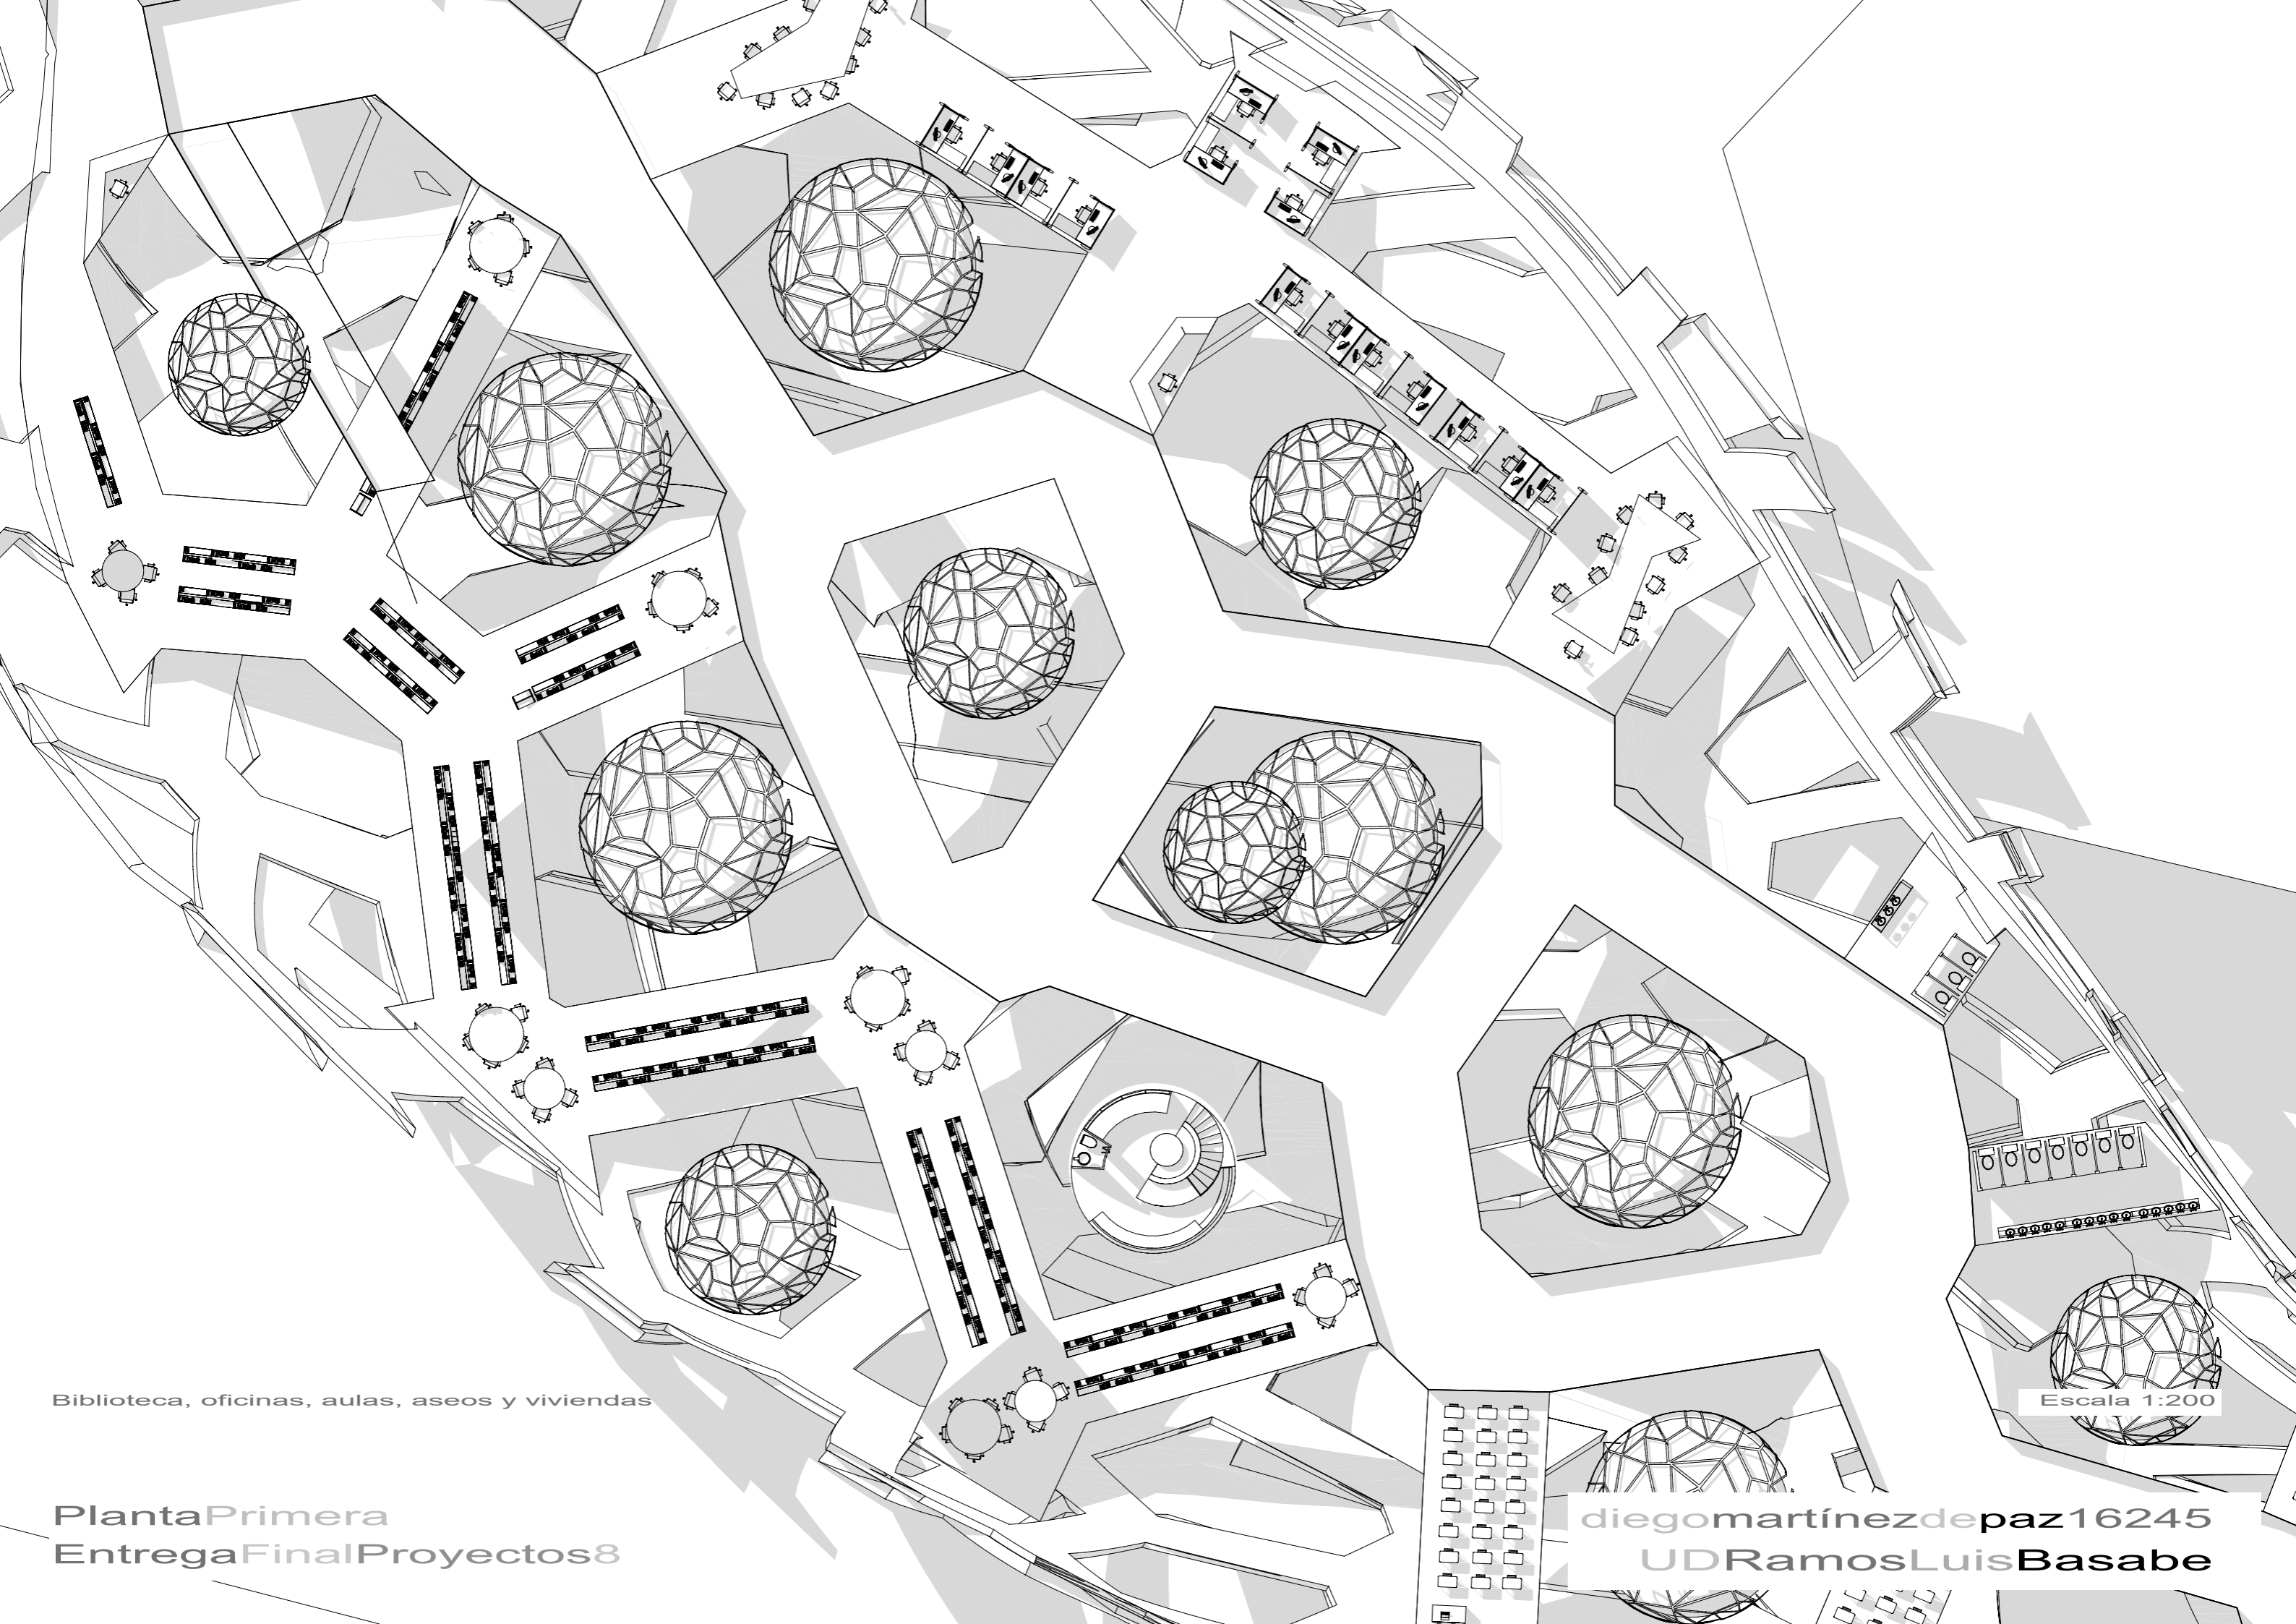 Biblioteca, oficinas, aulas, aseos y viviendas
Escala 1:200
PlantaPrimera
EntregaFinalProyectos8
diegomartínezdepaz16245
UDRamosLuisBasabe